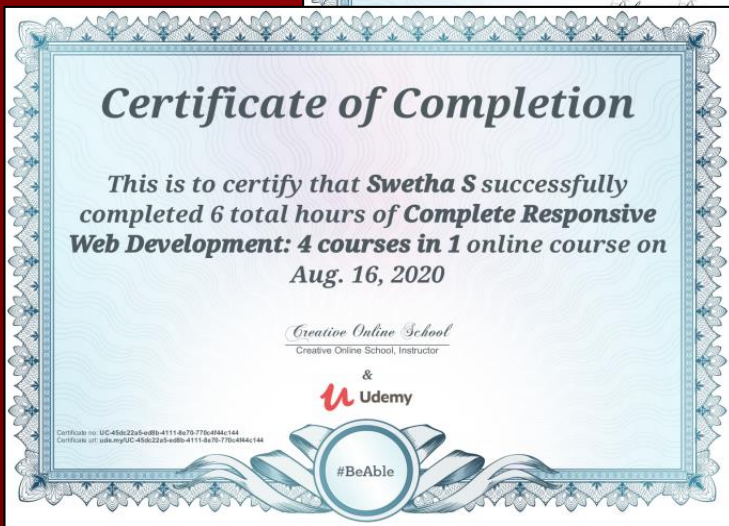 Certificate of Completion
This is to certify that Swetha S successfully
completed 6 total hours of Complete Responsive
Web Development: 4 courses in 1 online course on
Aug. 16, 2020
Creative Online School
Creative Online School, Instructor
&
Udemy
Certificate no: UC-45dc22a5-ed8b-4111-8e70-770c4f44c144
Certificate url: ude.my/UC-45dc22a5-ed8b-4111-8e70-770c4f44c144
#BeAble